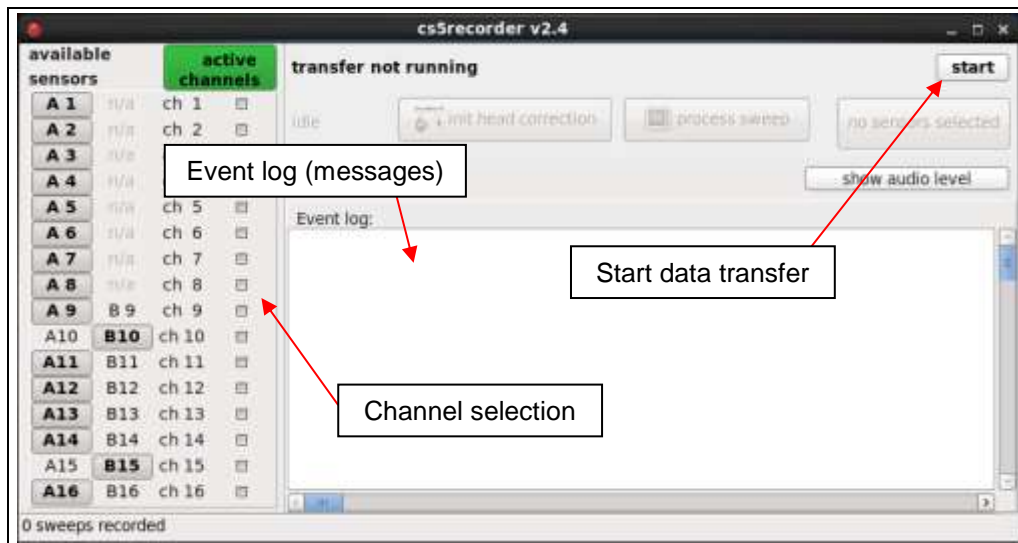 cs5recorder v2.4
available sensors
active channels
transfer not running
start
idle
init head correction
process sweep
no sensors selected
show audio level
Event log:
A 1 n/a ch 1
A 2 n/a ch 2
A 3 n/a
A 4 n/a
A 5 n/a ch 5
A 6 n/a ch 6
A 7 n/a ch 7
A 8 n/a ch 8
A 9 B 9 ch 9
A10 B10 ch 10
A11 B11 ch 11
A12 B12 ch 12
A13 B13 ch 13
A14 B14 ch 14
A15 B15 ch 15
A16 B16 ch 16
Event log (messages)
Start data transfer
Channel selection
0 sweeps recorded